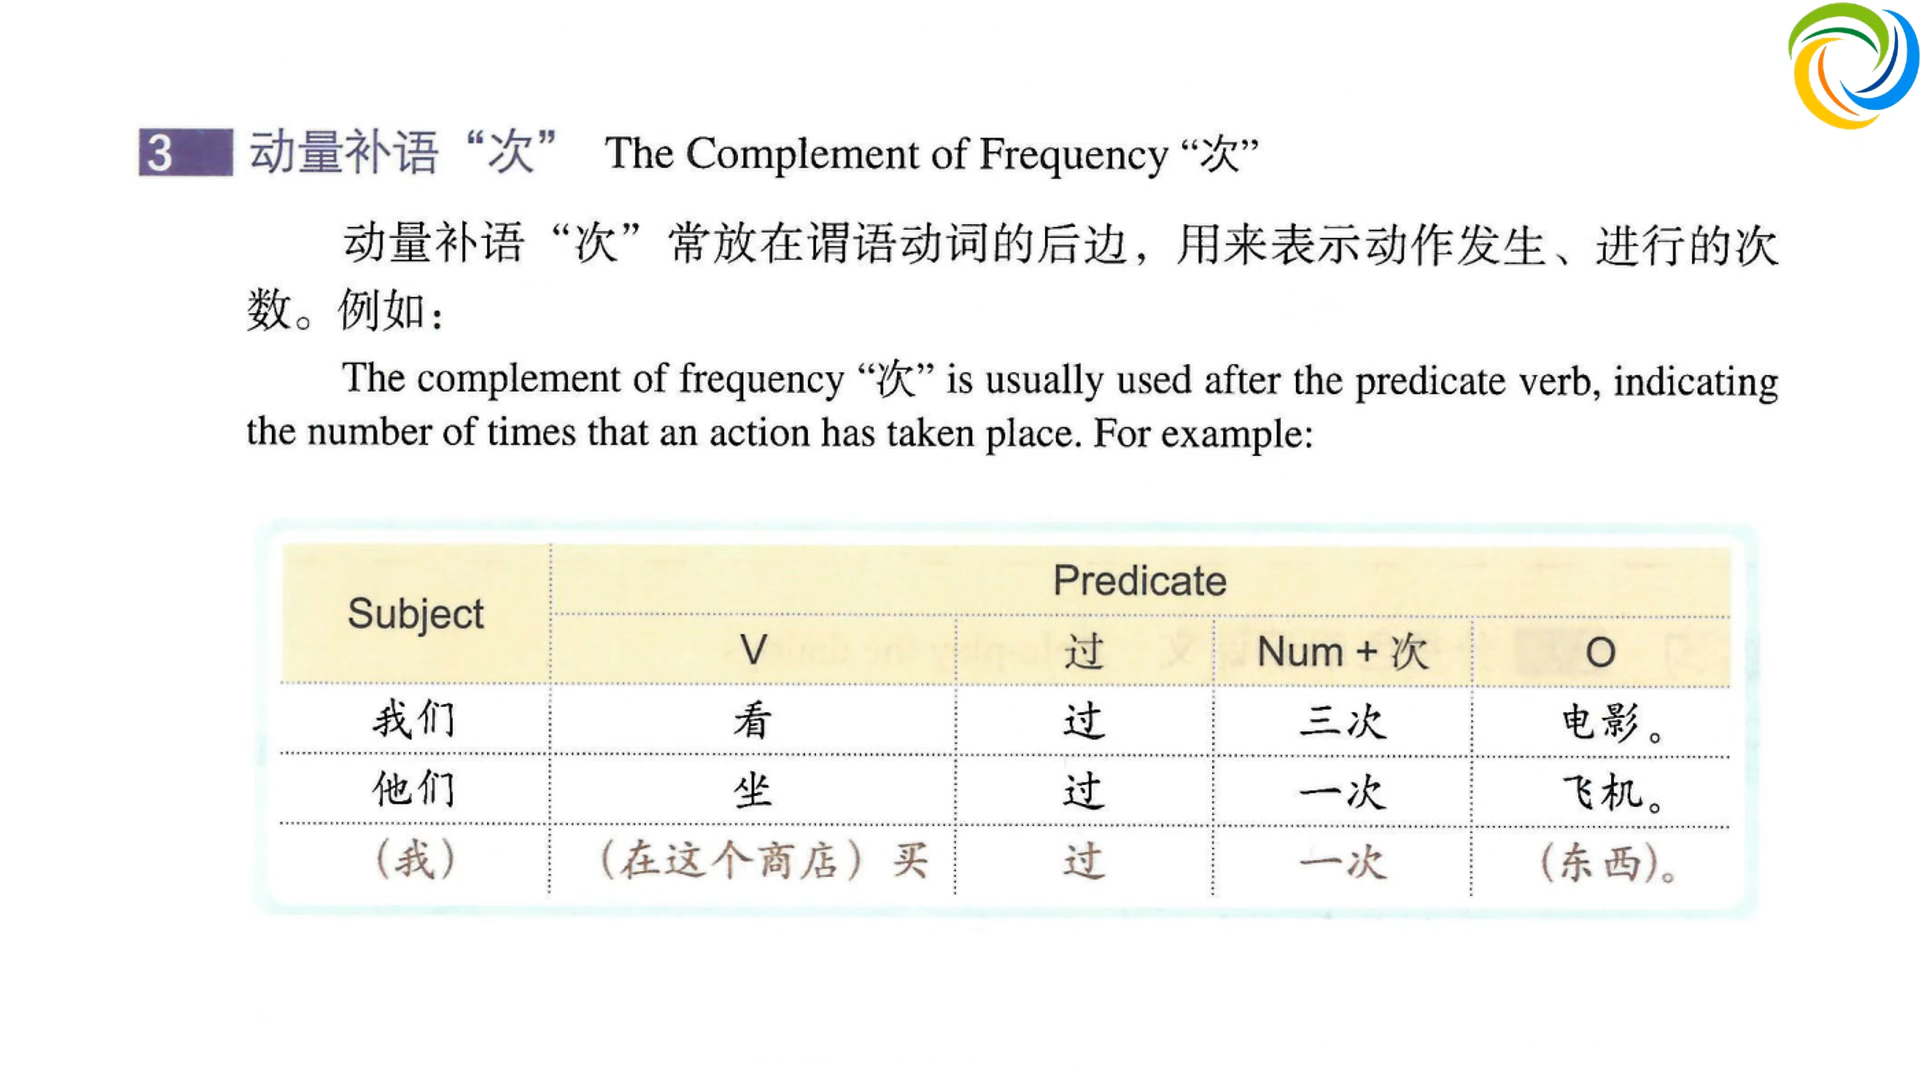 3 动量补语“次” The Complement of Frequency “次”
动量补语“次”常放在谓语动词的后边，用来表示动作发生、进行的次
数。例如：
The complement of frequency “次” is usually used after the predicate verb, indicating
the number of times that an action has taken place. For example:
Subject Predicate
V 过 Num + 次 O
我们 看 过 三次 电影。
他们 坐 过 一次 飞机。
（我） （在这个商店）买 过 一次 （东西）。